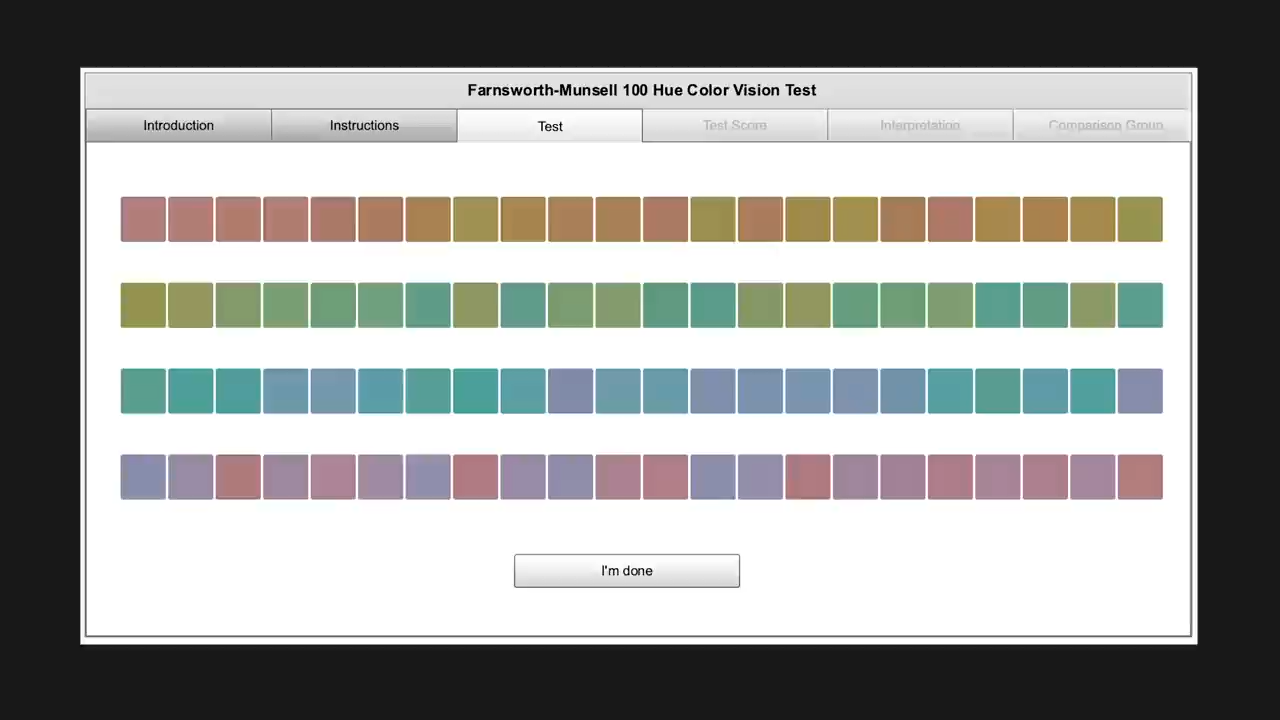 Farnsworth-Munsell 100 Hue Color Vision Test
Introduction
Instructions
Test
Test Score
Interpretation
Comparison Group
I'm done